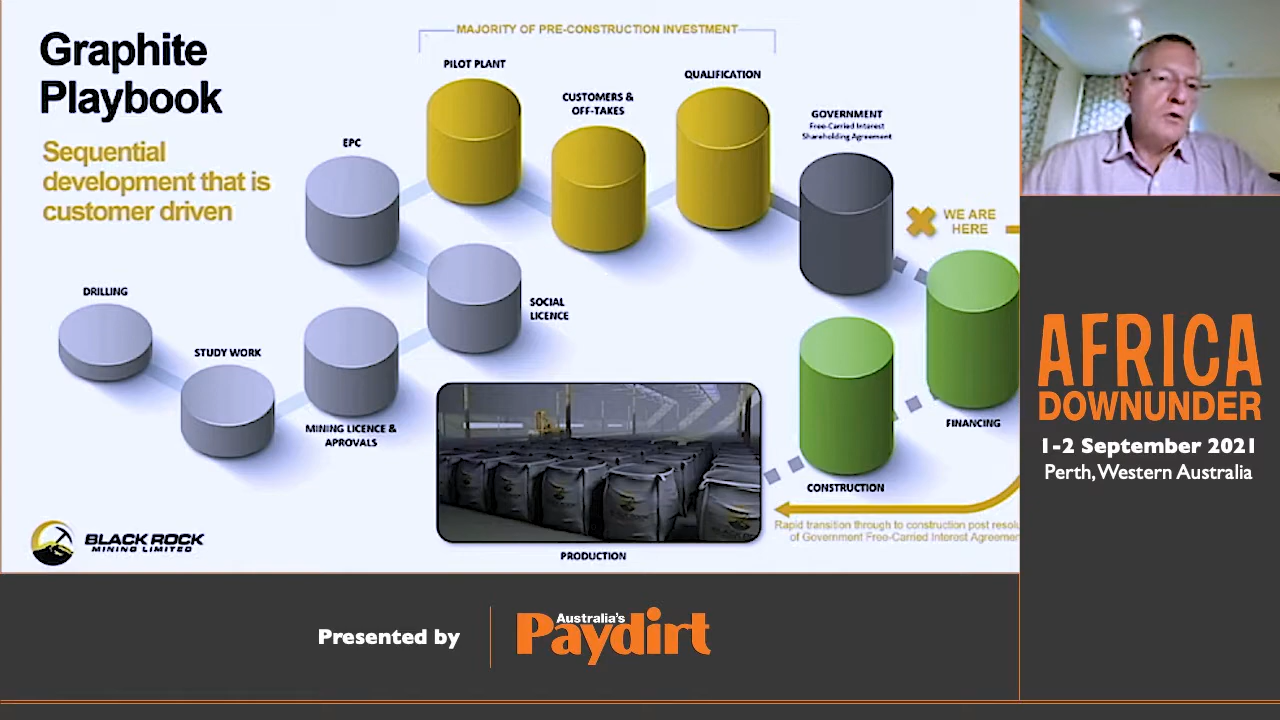 Graphite
Playbook
Sequential
development that is
customer driven
MAJORITY OF PRE-CONSTRUCTION INVESTMENT
PILOT PLANT
CUSTOMERS &
OFF-TAKES
QUALIFICATION
GOVERNMENT
Free-Carried Interest
Shareholding Agreement
EPC
WE ARE
HERE
DRILLING
STUDY WORK
MINING LICENCE &
APROVALS
SOCIAL
LICENCE
FINANCING
CONSTRUCTION
Rapid transition through to construction post
of Government Free-Carried Interest
PRODUCTION
BLACK ROCK
MINING LIMITED
AFRICA
DOWNUNDER
1-2 September 2021
Perth, Western Australia
Presented by
Australia's
Paydirt